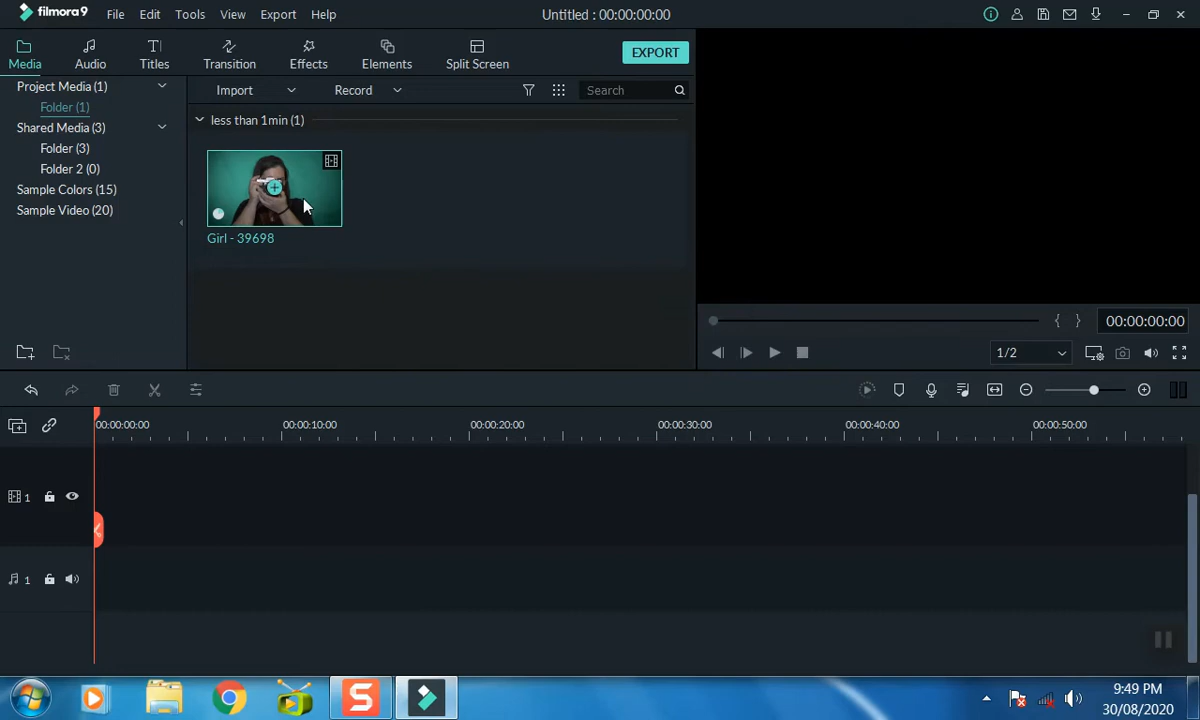 filmora9 File Edit Tools View Export Help Untitled : 00:00:00:00
Media Audio Titles Transition Effects Elements Split Screen EXPORT
Project Media (1)
Folder (1)
Shared Media (3)
Folder (3)
Folder 2 (0)
Sample Colors (15)
Sample Video (20)
Import Record Search
less than 1min (1)
Girl - 39698
00:00:00:00
1/2
00:00:00:00 00:00:10:00 00:00:20:00 00:00:30:00 00:00:40:00 00:00:50:00
1
1
S
9:49 PM
30/08/2020